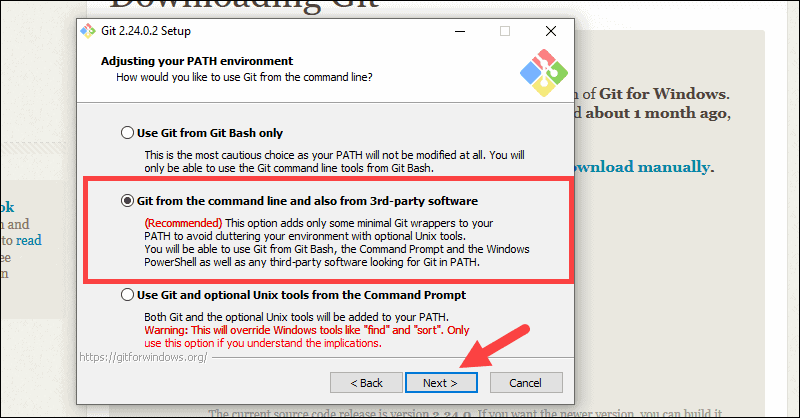 Downloading Git
Git 2.24.0.2 Setup
Adjusting your PATH environment
How would you like to use Git from the command line?
of Git for Windows.
about 1 month ago,
ownload manually.
Use Git from Git Bash only
This is the most cautious choice as your PATH will not be modified at all. You will
only be able to use the Git command line tools from Git Bash.
Git from the command line and also from 3rd-party software
(Recommended) This option adds only some minimal Git wrappers to your
PATH to avoid cluttering your environment with optional Unix tools.
You will be able to use Git from Git Bash, the Command Prompt and the Windows
PowerShell as well as any third-party software looking for Git in PATH.
ok
and
to read
ee
n
Use Git and optional Unix tools from the Command Prompt
Both Git and the optional Unix tools will be added to your PATH.
Warning: This will override Windows tools like "find" and "sort". Only
use this option if you understand the implications.
https://gitforwindows.org/
< Back
Next >
Cancel
The current source code release is version 2.24.0. If you want the newer version, you can build it